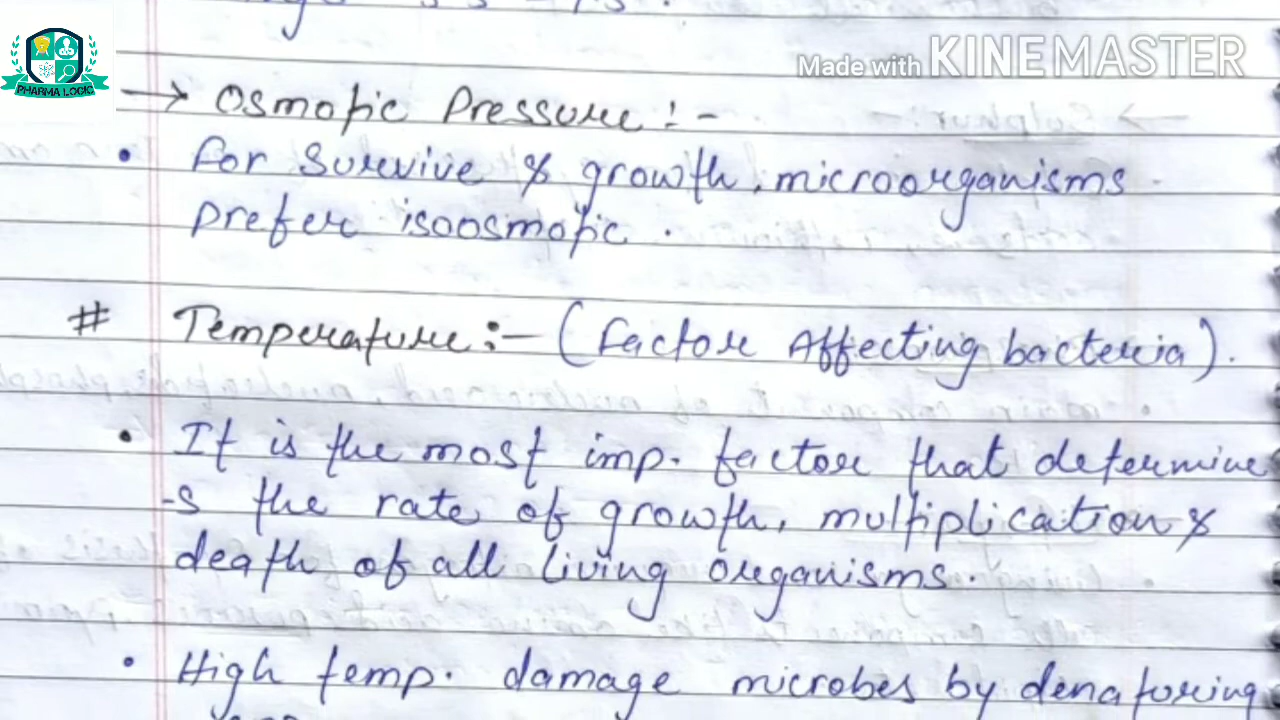 PHARMA LOGIC
Made with KINEMASTER
→ Osmotic Pressure :-
• for Survive & growth, microorganisms
prefer isoosmotic.
# Temperature :- (factor Affecting bacteria).
• It is the most imp. factor that determine
-s the rate of growth, multiplication &
death of all living organisms.
• High temp. damage microbes by denaturing